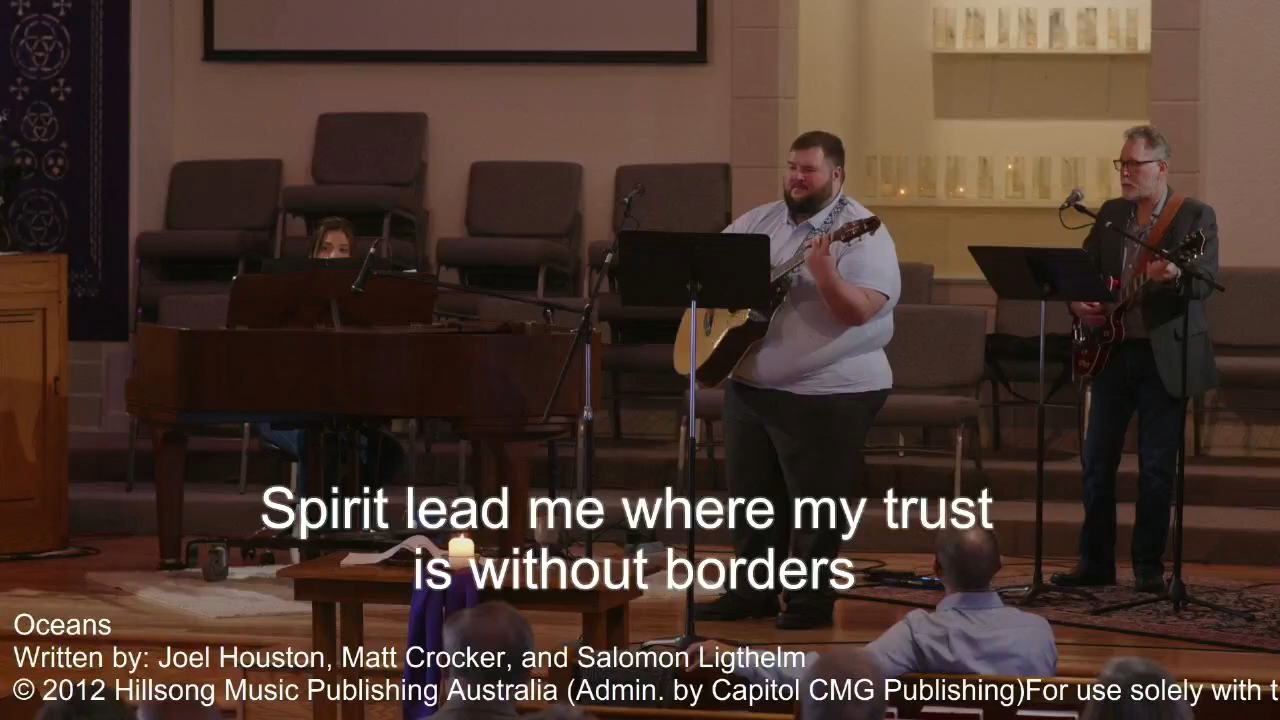 Spirit lead me where my trust
is without borders
Oceans
Written by: Joel Houston, Matt Crocker, and Salomon Ligthelm
© 2012 Hillsong Music Publishing Australia (Admin. by Capitol CMG Publishing)For use solely with t